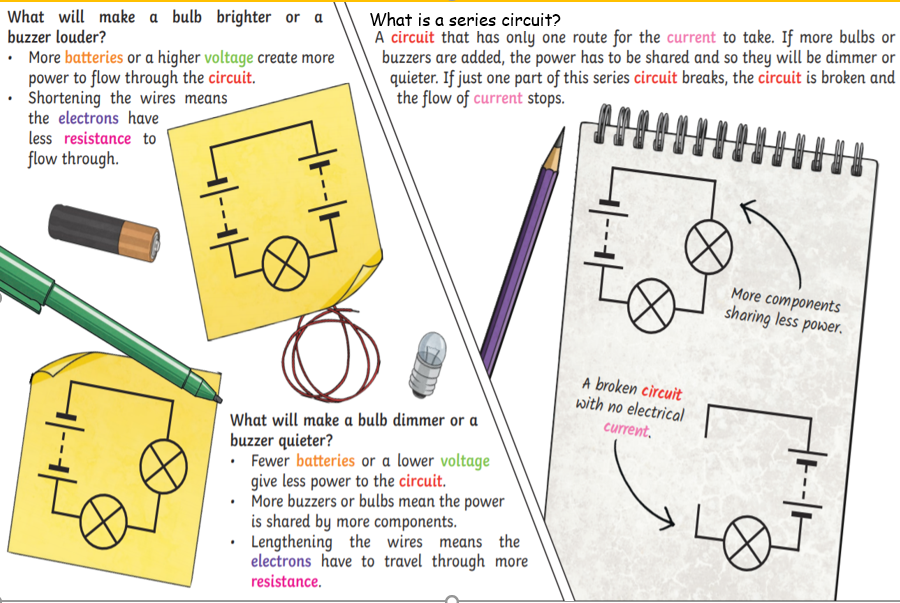 What will make a bulb brighter or a
buzzer louder?
• More batteries or a higher voltage create more
power to flow through the circuit.
• Shortening the wires means
the electrons have
less resistance to
flow through.
What is a series circuit?
A circuit that has only one route for the current to take. If more bulbs or
buzzers are added, the power has to be shared and so they will be dimmer or
quieter. If just one part of this series circuit breaks, the circuit is broken and
the flow of current stops.
More components
sharing less power.
A broken circuit
with no electrical
current.
What will make a bulb dimmer or a
buzzer quieter?
• Fewer batteries or a lower voltage
give less power to the circuit.
• More buzzers or bulbs mean the power
is shared by more components.
• Lengthening the wires means the
electrons have to travel through more
resistance.